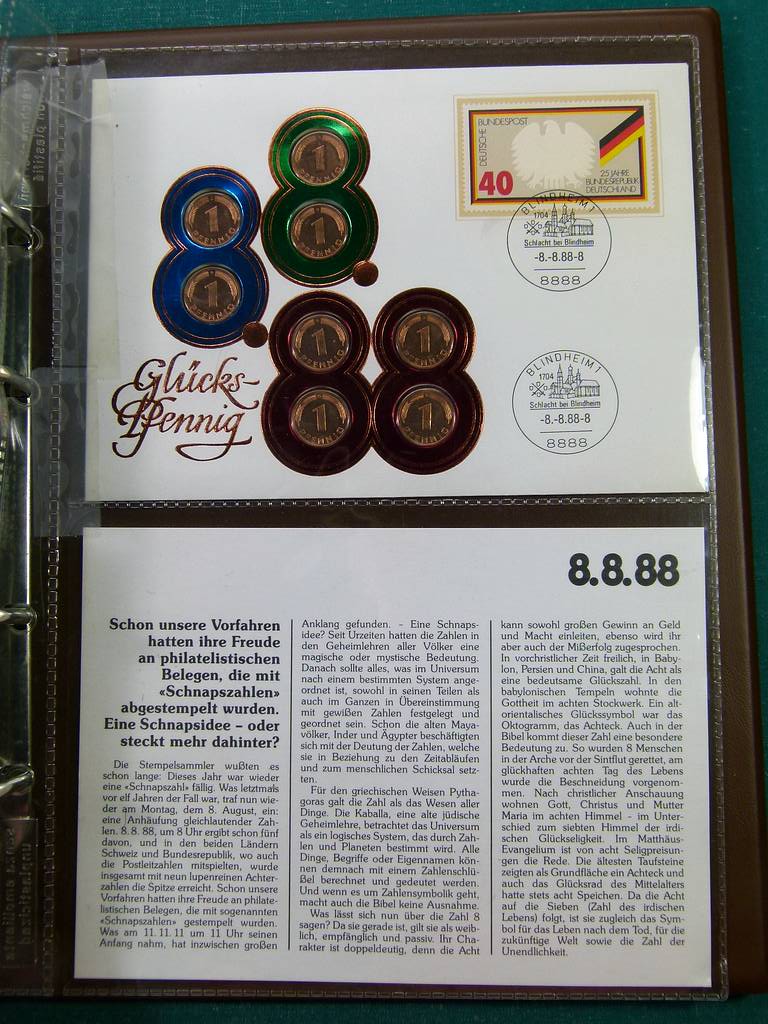 DEUTSCHE BUNDESPOST
40
25 JAHRE
BUNDESREPUBLIK
DEUTSCHLAND
BLINDHEIM 1
1704
Schlacht bei Blindheim
-8.-8.88-8
8888
1
PFENNIG
1
PFENNIG
1
PFENNIG
1
PFENNIG
1
PFENNIG
1
PFENNIG
1
PFENNIG
1
PFENNIG
Glücks-
Pfennig
BLINDHEIM 1
1704
Schlacht bei Blindheim
-8.-8.88-8
8888
8.8.88
Schon unsere Vorfahren
hatten ihre Freude
an philatelistischen
Belegen, die mit
«Schnapszahlen»
abgestempelt wurden.
Eine Schnapsidee – oder
steckt mehr dahinter?
Die Stempelsammler wußten es
schon lange: Dieses Jahr war wieder
eine «Schnapszahl» fällig. Was letztmals
vor elf Jahren der Fall war, traf nun wie-
der am Montag, dem 8. August, ein:
eine Anhäufung gleichlautender Zah-
len. 8.8.88, um 8 Uhr ergibt schon fünf
davon, und in den beiden Ländern
Schweiz und Bundesrepublik, wo auch
die Postleitzahlen mitspielten, wurde
insgesamt mit neun lupenreinen Achter-
zahlen die Spitze erreicht. Schon unsere
Vorfahren hatten ihre Freude an philate-
listischen Belegen, die mit sogenannten
«Schnapszahlen» gestempelt wurden.
Was am 11.11.11 um 11 Uhr seinen
Anfang nahm, hat inzwischen großen
Anklang gefunden. – Eine Schnaps-
idee? Seit Urzeiten hatten die Zahlen in
den Geheimlehren aller Völker eine
magische oder mystische Bedeutung.
Danach sollte alles, was im Universum
nach einem bestimmten System ange-
ordnet ist, sowohl in seinen Teilen als
auch im Ganzen in Übereinstimmung
mit gewißen Zahlen festgelegt und
geordnet sein. Schon die alten Maya-
völker, Inder und Ägypter beschäftigten
sich mit der Deutung der Zahlen, welche
sie in Beziehung zu den Zeitabläufen
und zum menschlichen Schicksal setz-
ten.
Für den griechischen Weisen Pytha-
goras galt die Zahl als das Wesen aller
Dinge. Die Kaballa, eine alte jüdische
Geheimlehre, betrachtet das Universum
als ein logisches System, das durch Zah-
len und Planeten bestimmt wird. Alle
Dinge, Begriffe oder Eigennamen kön-
nen demnach mit einem Zahlenschlü-
ßel berechnet und gedeutet werden.
Und wenn es um Zahlensymbolik geht,
macht auch die Bibel keine Ausnahme.
Was lässt sich nun über die Zahl 8
sagen? Da sie gerade ist, gilt sie als weib-
lich, empfänglich und passiv. Ihr Cha-
rakter ist doppeldeutig, denn die Acht
kann sowohl großen Gewinn an Geld
und Macht einleiten, ebenso wird ihr
aber auch der Mißerfolg zugesprochen.
In vorchristlicher Zeit freilich, in Baby-
lon, Persien und China, galt die Acht als
eine bedeutsame Glückszahl. In den
babylonischen Tempeln wohnte die
Gottheit im achten Stockwerk. Ein alt-
orientalisches Glückssymbol war das
Oktogramm, das Achteck. Auch in der
Bibel kommt dieser Zahl eine besondere
Bedeutung zu. So wurden 8 Menschen
in der Arche vor der Sintflut gerettet, am
glückhaften achten Tag des Lebens
wurde die Beschneidung vorgenom-
men. Nach christlicher Anschauung
wohnen Gott, Christus und Mutter
Maria im achten Himmel - im Unter-
schied zum siebten Himmel der irdi-
schen Glückseligkeit. Im Matthäus-
Evangelium ist von acht Seligpreisun-
gen die Rede. Die ältesten Taufsteine
zeigten als Grundfläche ein Achteck und
auch das Glücksrad des Mittelalters
hatte stets acht Speichen. Da die Acht
auf die Sieben (Zahl des irdischen
Lebens) folgt, ist sie zugleich das Sym-
bol für das Leben nach dem Tod, für die
zukünftige Welt sowie die Zahl der
Unendlichkeit.